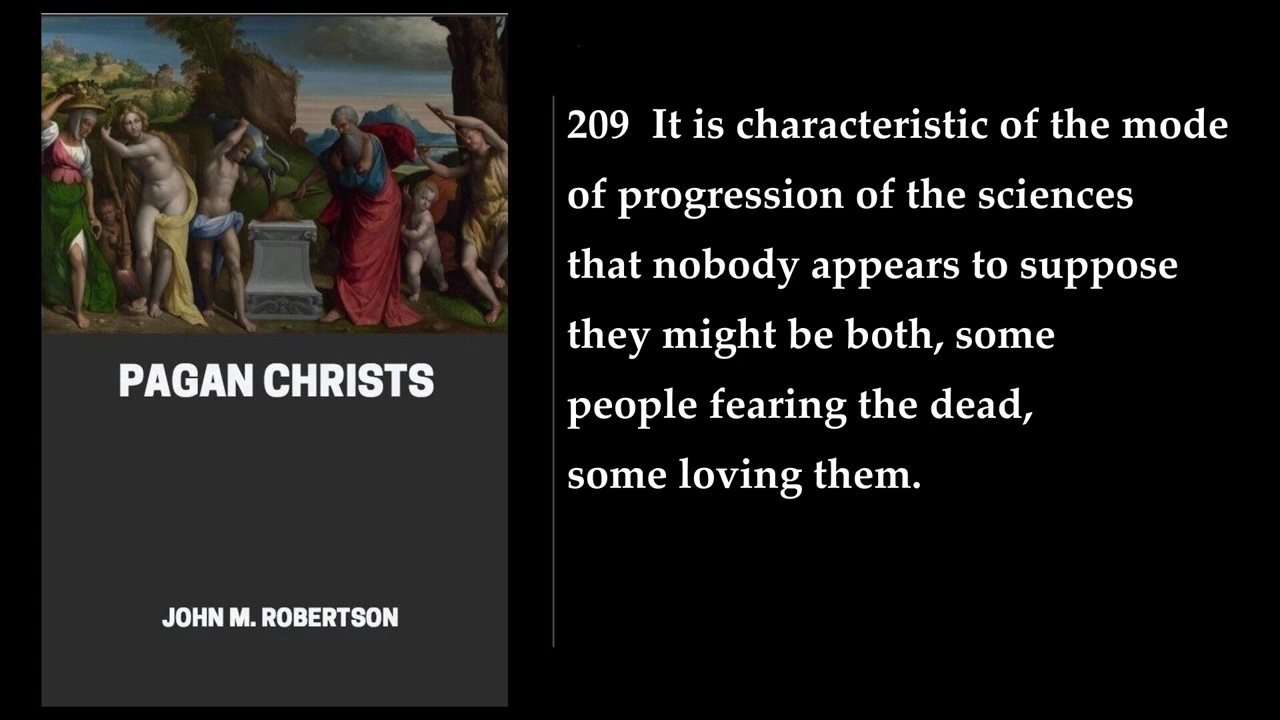 PAGAN CHRISTS
JOHN M. ROBERTSON
209 It is characteristic of the mode
of progression of the sciences
that nobody appears to suppose
they might be both, some
people fearing the dead,
some loving them.